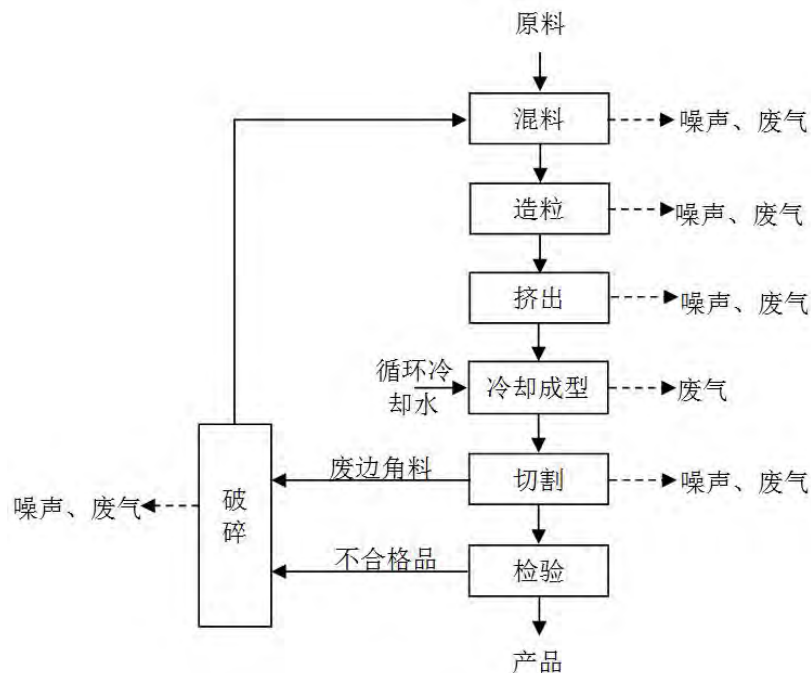 原料
混料
噪声、废气
造粒
噪声、废气
挤出
噪声、废气
循环冷
却水
冷却成型
废气
废边角料
切割
噪声、废气
噪声、废气
破
碎
不合格品
检验
产品